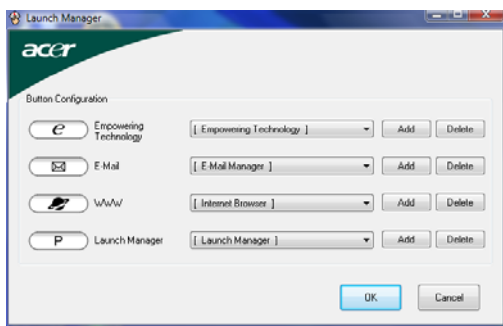 Launch Manager
acer
Button Configuration
e Empowering Technology [ Empowering Technology ] Add Delete
E-Mail [ E-Mail Manager ] Add Delete
WWW [ Internet Browser ] Add Delete
P Launch Manager [ Launch Manager ] Add Delete
OK Cancel